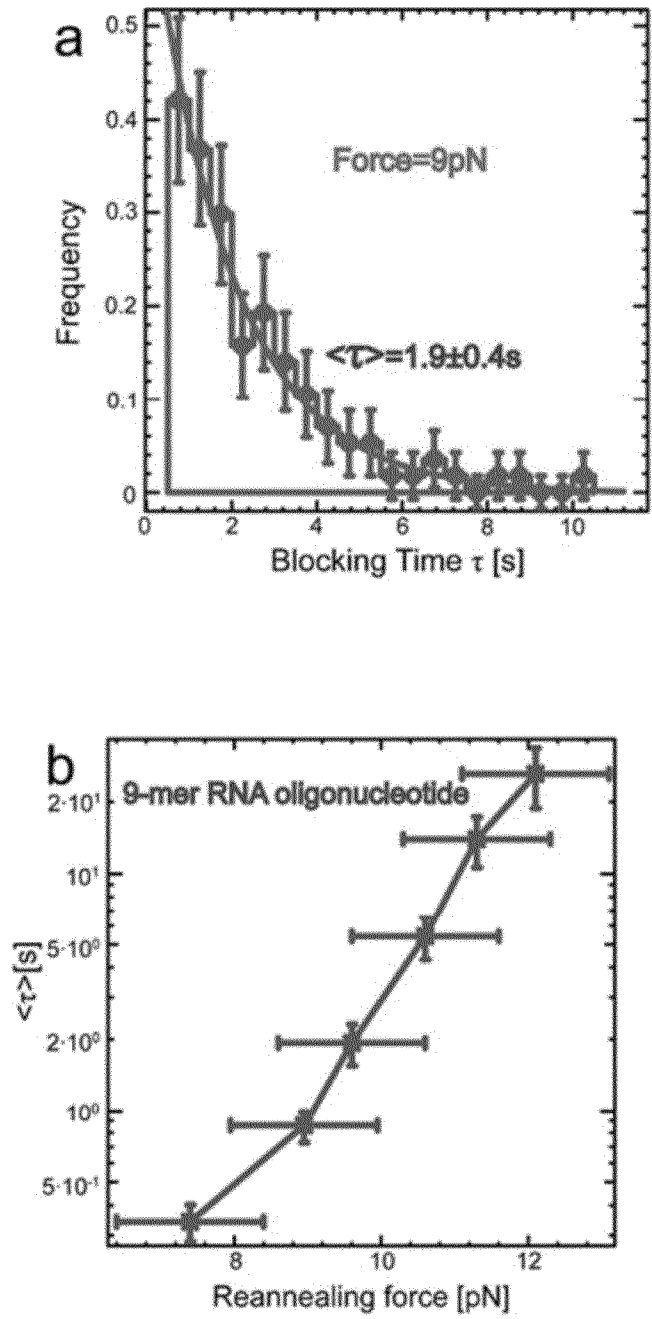 a
0.5
0.4
0.3
0.2
0.1
0
Frequency
Force=9pN
<τ>=1.9±0.4s
0 2 4 6 8 10
Blocking Time τ [s]
b
9-mer RNA oligonucleotide
2·10¹
10¹
5·10⁰
2·10⁰
10⁰
5·10⁻¹
<τ>[s]
8 10 12
Reannealing force [pN]